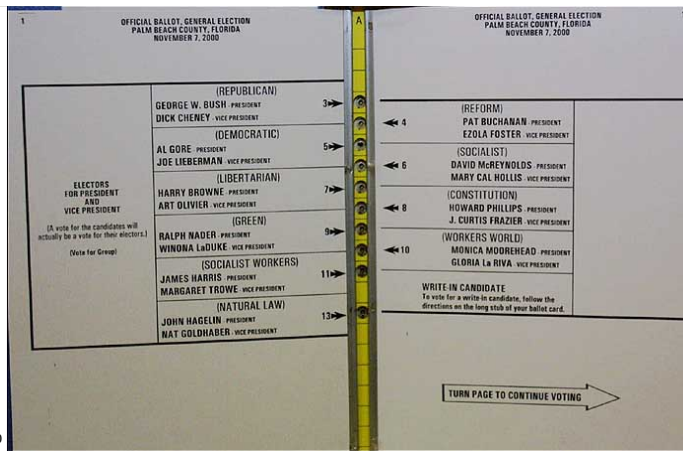 1
OFFICIAL BALLOT, GENERAL ELECTION
PALM BEACH COUNTY, FLORIDA
NOVEMBER 7, 2000
ELECTORS
FOR PRESIDENT
AND
VICE PRESIDENT
(A vote for the candidates will
actually be a vote for their electors.)
(Vote for Group)
(REPUBLICAN)
GEORGE W. BUSH - PRESIDENT 3
DICK CHENEY - VICE PRESIDENT
(DEMOCRATIC)
AL GORE - PRESIDENT 5
JOE LIEBERMAN - VICE PRESIDENT
(LIBERTARIAN)
HARRY BROWNE - PRESIDENT 7
ART OLIVIER - VICE PRESIDENT
(GREEN)
RALPH NADER - PRESIDENT 9
WINONA LaDUKE - VICE PRESIDENT
(SOCIALIST WORKERS)
JAMES HARRIS - PRESIDENT 11
MARGARET TROWE - VICE PRESIDENT
(NATURAL LAW)
JOHN HAGELIN - PRESIDENT 13
NAT GOLDHABER - VICE PRESIDENT
A
OFFICIAL BALLOT, GENERAL ELECTION
PALM BEACH COUNTY, FLORIDA
NOVEMBER 7, 2000
(REFORM)
4 PAT BUCHANAN - PRESIDENT
EZOLA FOSTER - VICE PRESIDENT
(SOCIALIST)
6 DAVID McREYNOLDS - PRESIDENT
MARY CAL HOLLIS - VICE PRESIDENT
(CONSTITUTION)
8 HOWARD PHILLIPS - PRESIDENT
J. CURTIS FRAZIER - VICE PRESIDENT
(WORKERS WORLD)
10 MONICA MOOREHEAD - PRESIDENT
GLORIA La RIVA - VICE PRESIDENT
WRITE-IN CANDIDATE
To vote for a write-in candidate, follow the
directions on the long stub of your ballot card.
TURN PAGE TO CONTINUE VOTING